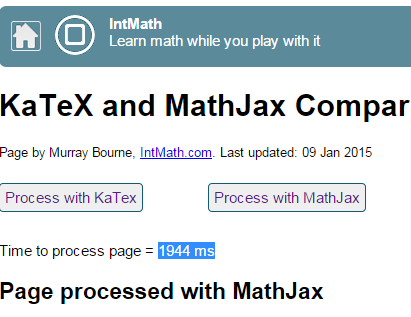 IntMath
Learn math while you play with it
KaTeX and MathJax Compar
Page by Murray Bourne, IntMath.com. Last updated: 09 Jan 2015
Process with KaTex Process with MathJax
Time to process page = 1944 ms
Page processed with MathJax